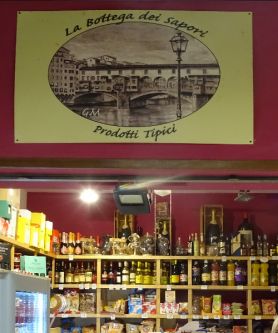 La Bottega dei Sapori
GM
Prodotti Tipici